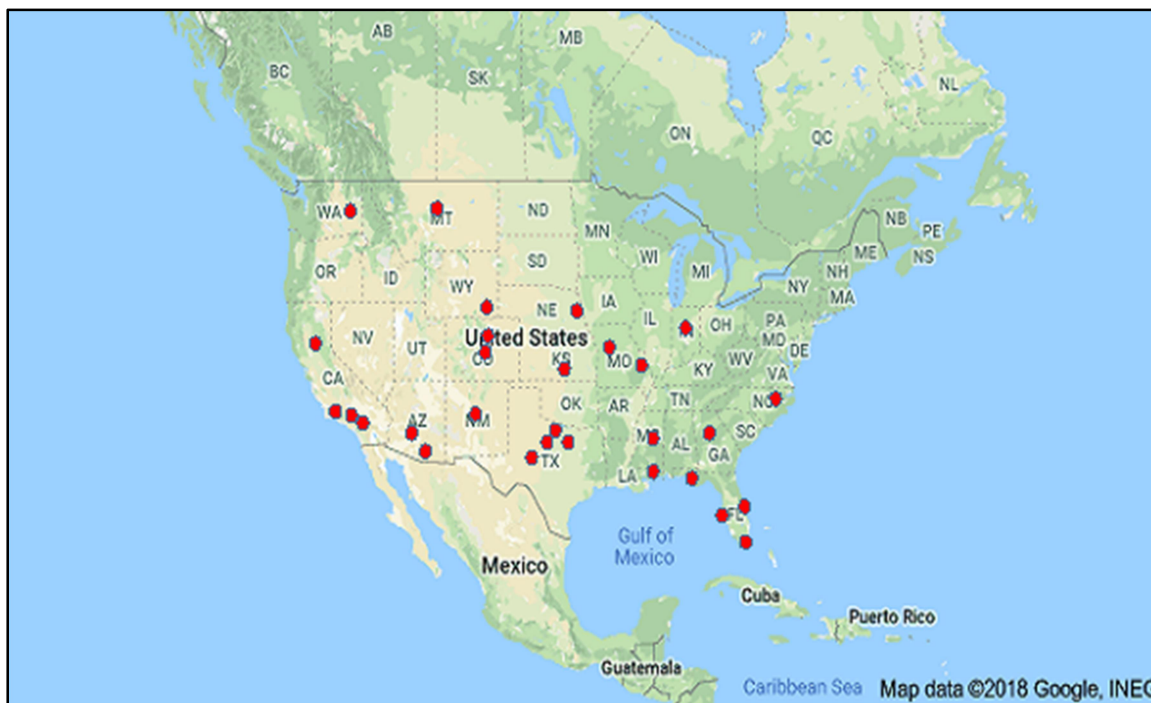 AB
MB
BC
SK
NL
ON
QC
WA
MT
ND
MN
NB
PE
ME
NS
OR
ID
SD
WI
MI
NH
NY
MA
WY
NE
IA
IL
OH
PA
MD
DE
NV
UT
United States
CO
KS
MO
WV
KY
VA
CA
AZ
NM
OK
AR
TN
NC
SC
TX
LA
AL
GA
FL
Gulf of
Mexico
Mexico
Cuba
Puerto Rico
Guatemala
Caribbean Sea
Map data ©2018 Google, INEG